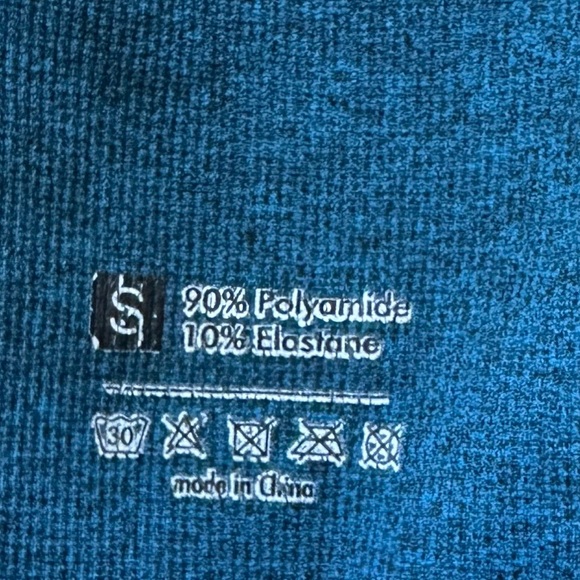 S
90% Polyamide
10% Elastane
30
made in China